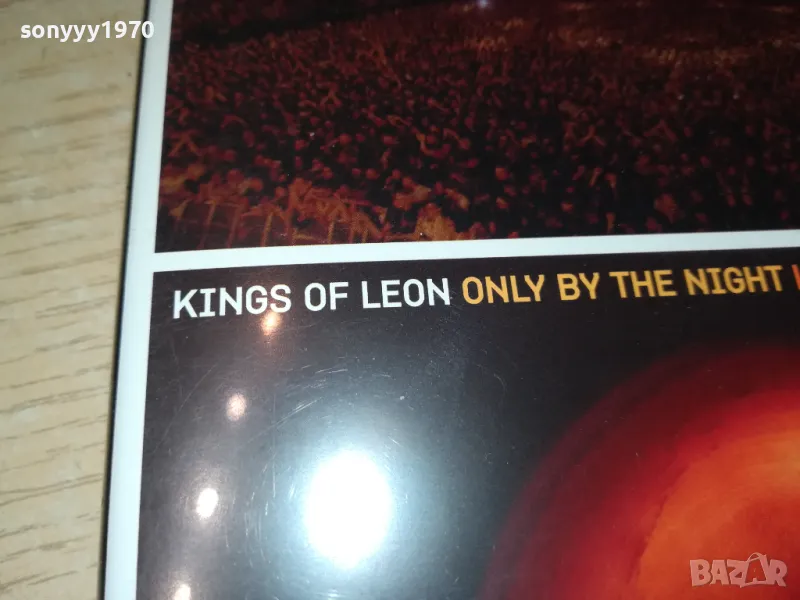 sonyyy1970
KINGS OF LEON ONLY BY THE NIGHT
BAZAR